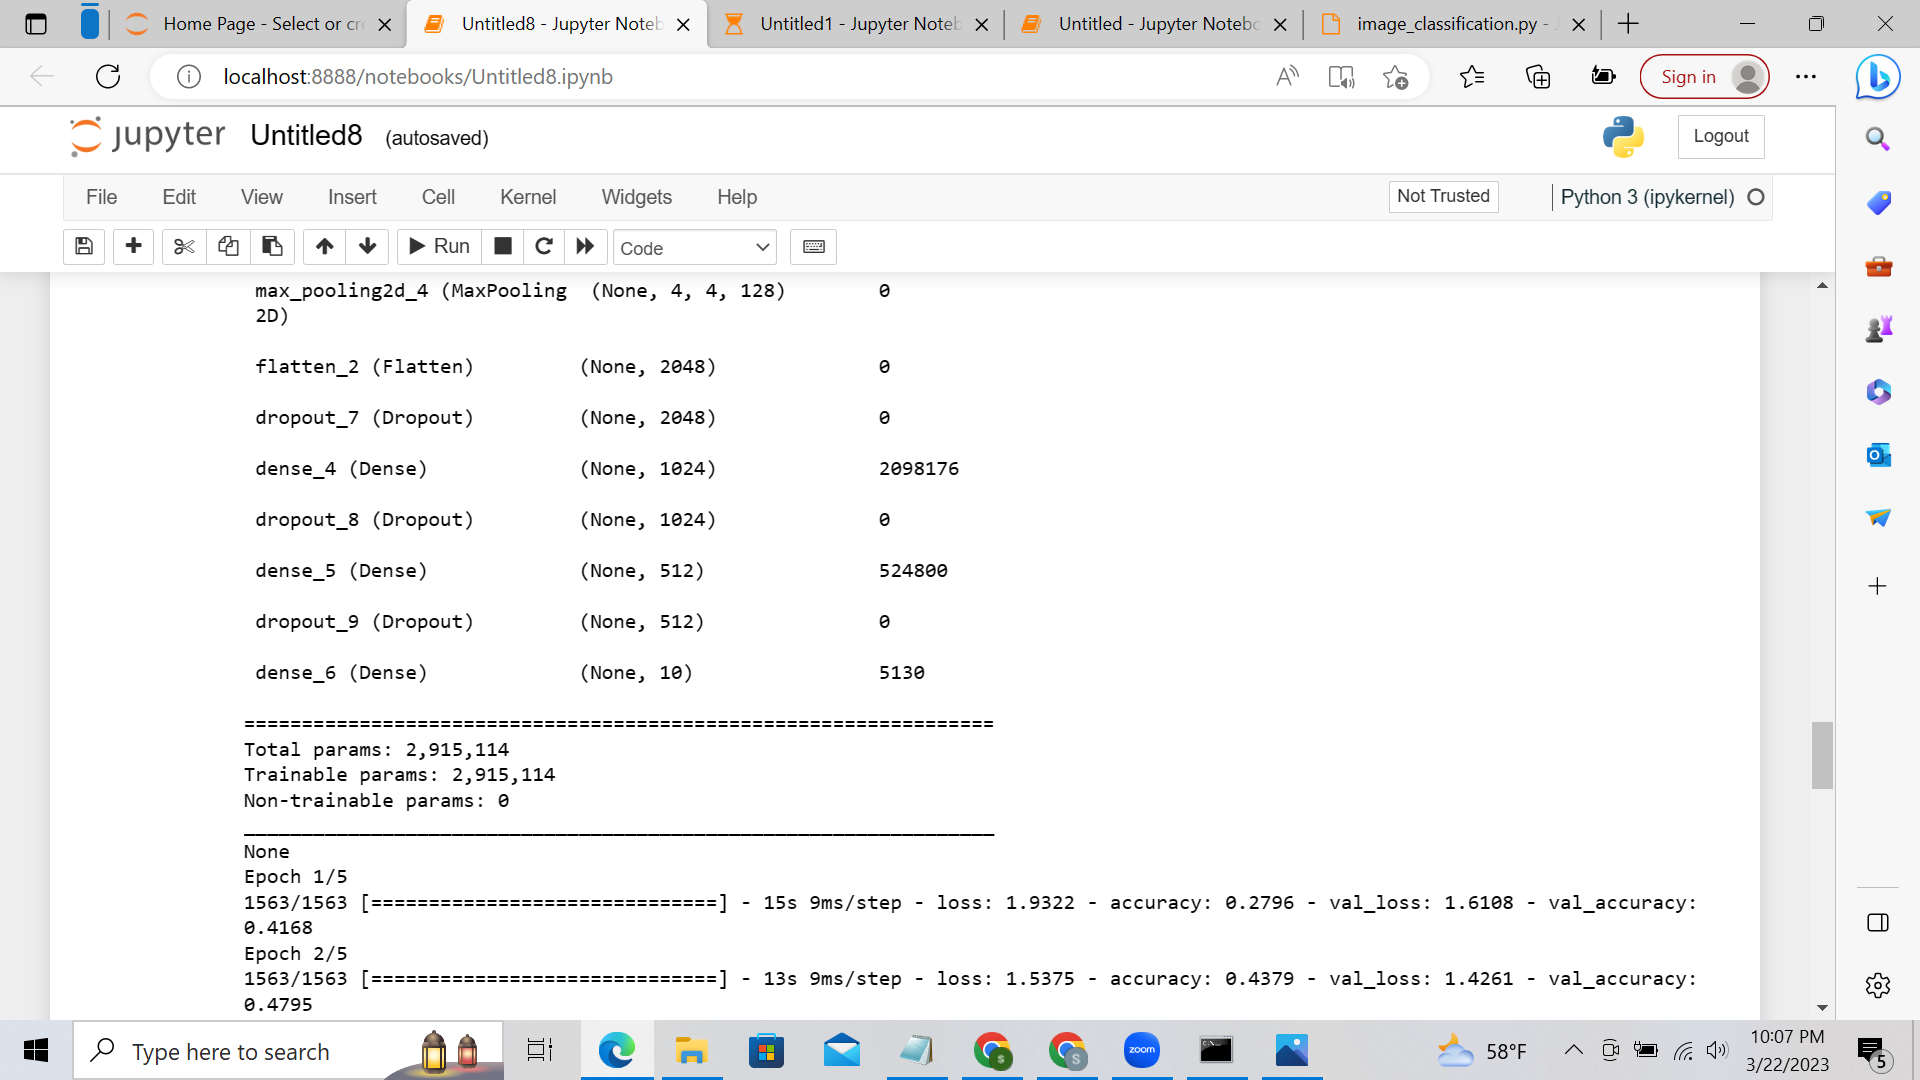 Home Page - Select or cr
Untitled8 - Jupyter Noteb
Untitled1 - Jupyter Noteb
Untitled - Jupyter Notebo
image_classification.py -
localhost:8888/notebooks/Untitled8.ipynb
Sign in
jupyter Untitled8 (autosaved)
Logout
File Edit View Insert Cell Kernel Widgets Help
Not Trusted
Python 3 (ipykernel)
Run
Code
max_pooling2d_4 (MaxPooling (None, 4, 4, 128) 0
2D)
flatten_2 (Flatten) (None, 2048) 0
dropout_7 (Dropout) (None, 2048) 0
dense_4 (Dense) (None, 1024) 2098176
dropout_8 (Dropout) (None, 1024) 0
dense_5 (Dense) (None, 512) 524800
dropout_9 (Dropout) (None, 512) 0
dense_6 (Dense) (None, 10) 5130
=================================================================
Total params: 2,915,114
Trainable params: 2,915,114
Non-trainable params: 0
_________________________________________________________________
None
Epoch 1/5
1563/1563 [==============================] - 15s 9ms/step - loss: 1.9322 - accuracy: 0.2796 - val_loss: 1.6108 - val_accuracy:
0.4168
Epoch 2/5
1563/1563 [==============================] - 13s 9ms/step - loss: 1.5375 - accuracy: 0.4379 - val_loss: 1.4261 - val_accuracy:
0.4795
Type here to search
zoom
58°F
10:07 PM
3/22/2023
5